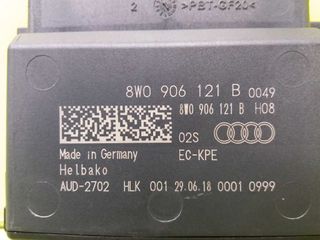 2 >PBT-GF20<
8W0 906 121 B 0049
8W0 906 121 B H08
02S
Made in Germany EC-KPE
Helbako
AUD-2702 HLK 001 29.06.18 0001 0999